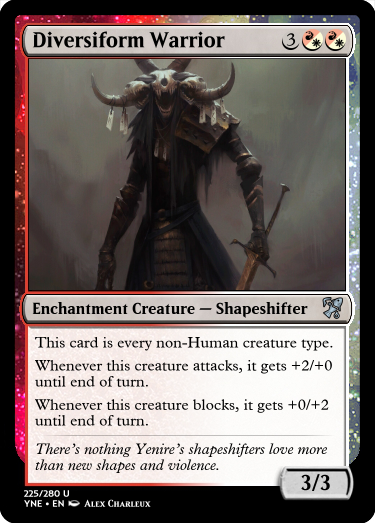 Diversiform Warrior 3
Enchantment Creature — Shapeshifter
This card is every non-Human creature type.
Whenever this creature attacks, it gets +2/+0
until end of turn.
Whenever this creature blocks, it gets +0/+2
until end of turn.
There's nothing Yenire's shapeshifters love more
than new shapes and violence.
3/3
225/280 U
YNE • EN Alex Charleux